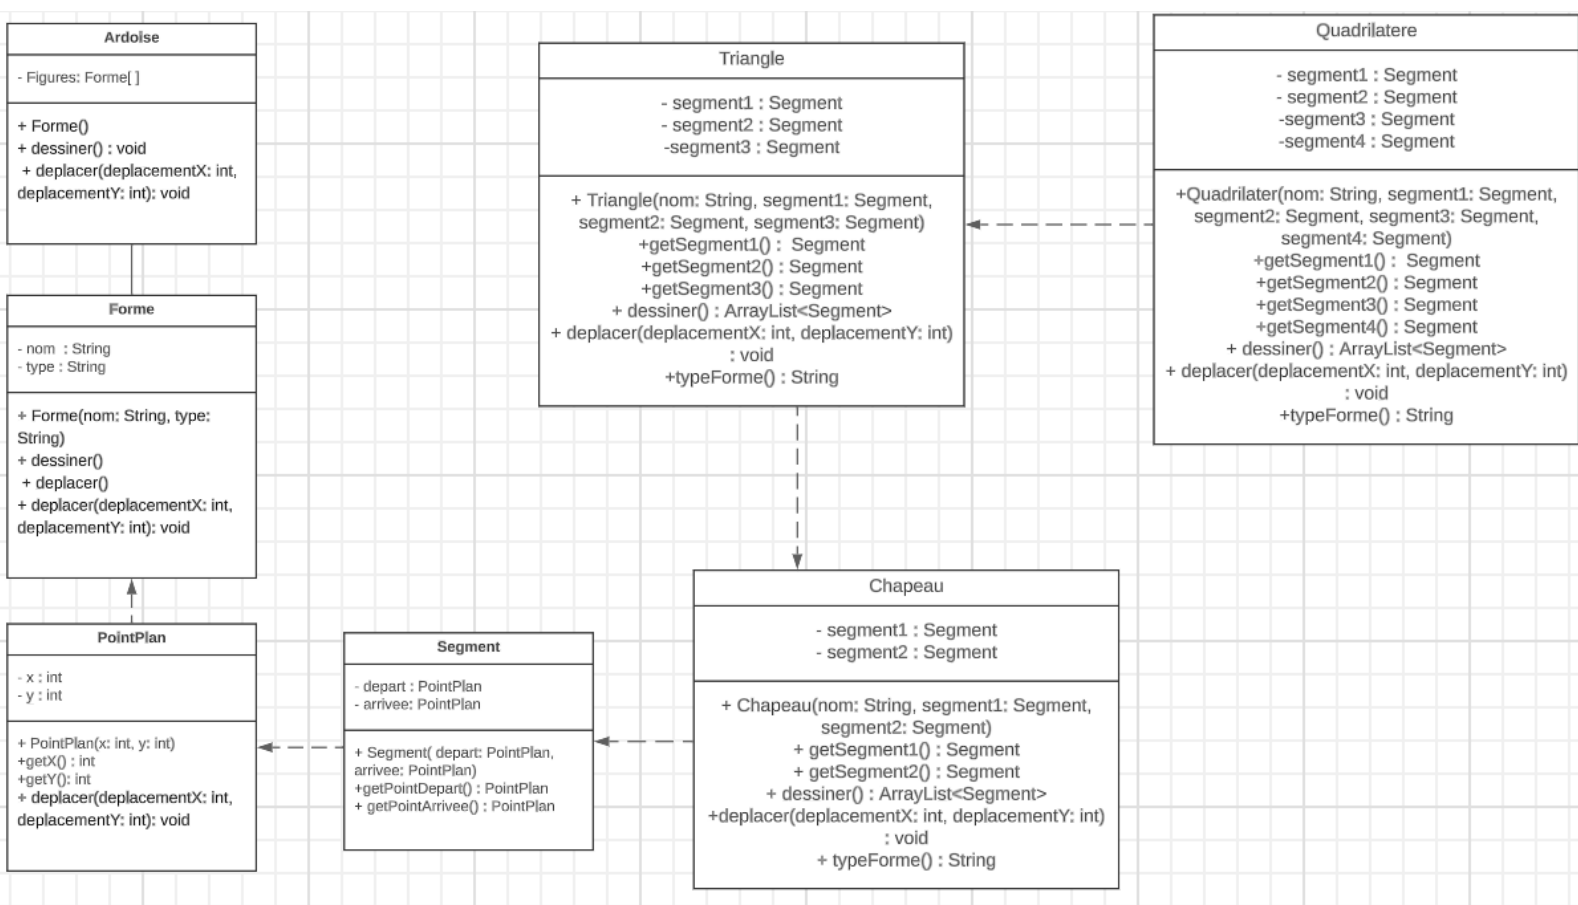 Ardoise
- Figures: Forme[ ]
+ Forme()
+ dessiner() : void
+ deplacer(deplacementX: int,
deplacementY: int): void
Forme
- nom : String
- type : String
+ Forme(nom: String, type:
String)
+ dessiner()
+ deplacer()
+ deplacer(deplacementX: int,
deplacementY: int): void
PointPlan
- x : int
- y : int
+ PointPlan(x: int, y: int)
+getX() : int
+getY(): int
+ deplacer(deplacementX: int,
deplacementY: int): void
Segment
- depart : PointPlan
- arrivee: PointPlan
+ Segment( depart: PointPlan,
arrivee: PointPlan)
+getPointDepart() : PointPlan
+ getPointArrivee() : PointPlan
Triangle
- segment1 : Segment
- segment2 : Segment
-segment3 : Segment
+ Triangle(nom: String, segment1: Segment,
segment2: Segment, segment3: Segment)
+getSegment1() : Segment
+getSegment2() : Segment
+getSegment3() : Segment
+ dessiner() : ArrayList<Segment>
+ deplacer(deplacementX: int, deplacementY: int)
: void
+typeForme() : String
Chapeau
- segment1 : Segment
- segment2 : Segment
+ Chapeau(nom: String, segment1: Segment,
segment2: Segment)
+ getSegment1() : Segment
+ getSegment2() : Segment
+ dessiner() : ArrayList<Segment>
+deplacer(deplacementX: int, deplacementY: int)
: void
+ typeForme() : String
Quadrilatere
- segment1 : Segment
- segment2 : Segment
-segment3 : Segment
-segment4 : Segment
+Quadrilater(nom: String, segment1: Segment,
segment2: Segment, segment3: Segment,
segment4: Segment)
+getSegment1() : Segment
+getSegment2() : Segment
+getSegment3() : Segment
+getSegment4() : Segment
+ dessiner() : ArrayList<Segment>
+ deplacer(deplacementX: int, deplacementY: int)
: void
+typeForme() : String